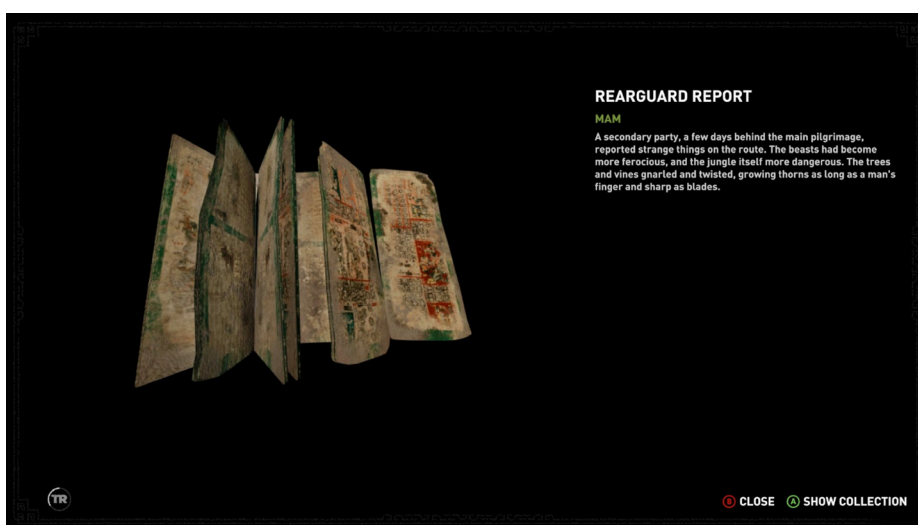 REARGUARD REPORT
MAM
A secondary party, a few days behind the main pilgrimage,
reported strange things on the route. The beasts had become
more ferocious, and the jungle itself more dangerous. The trees
and vines gnarled and twisted, growing thorns as long as a man's
finger and sharp as blades.
TR
B CLOSE A SHOW COLLECTION